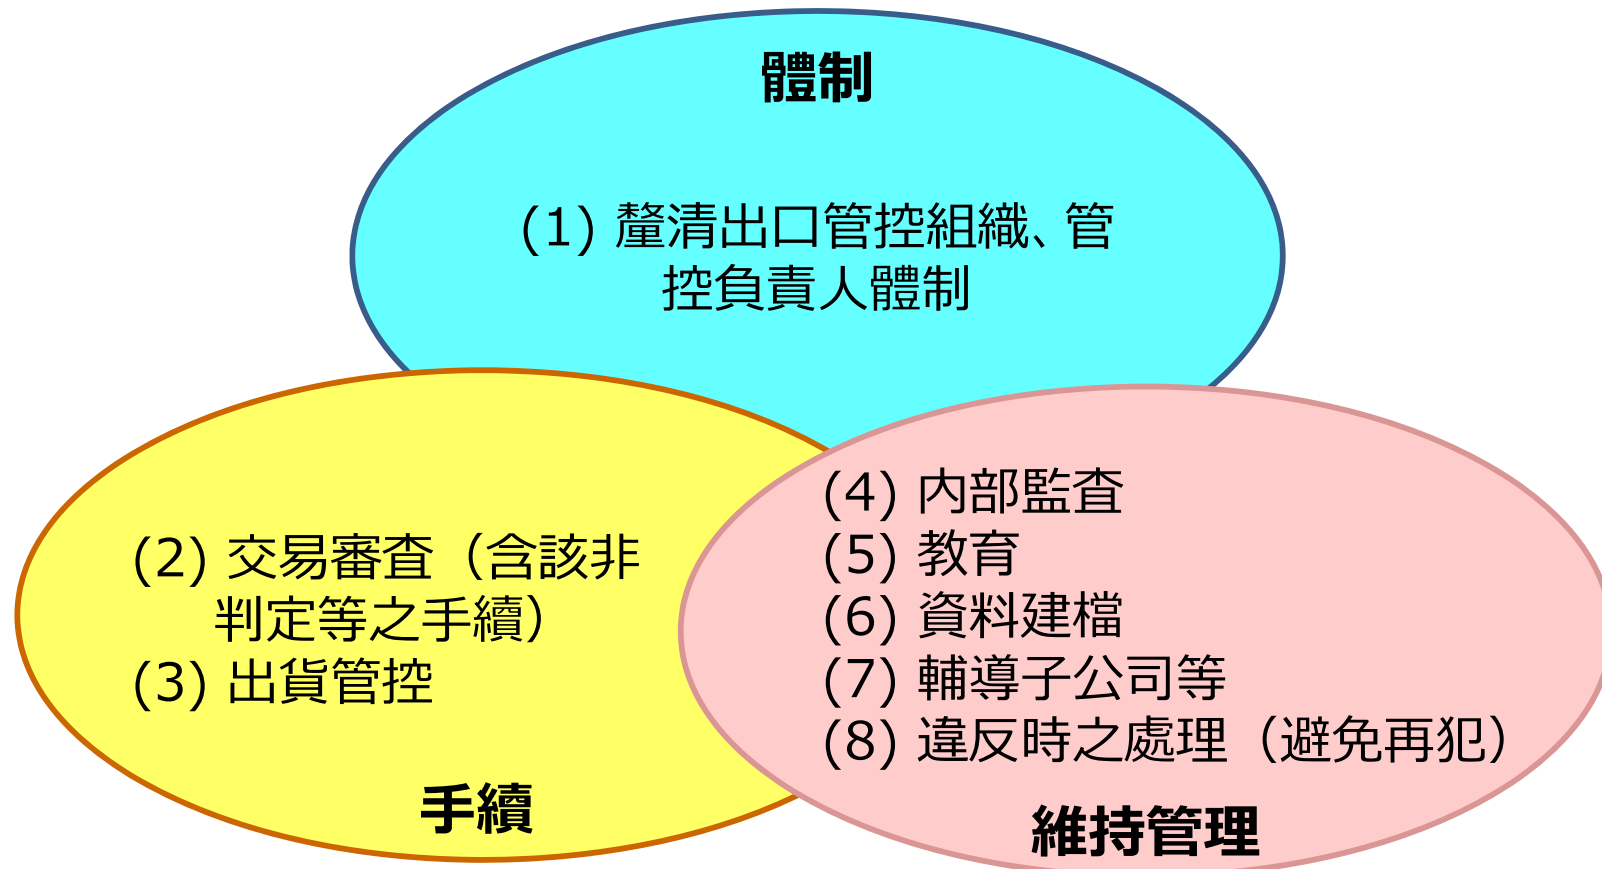 體制
(1) 釐清出口管控組織、管
控負責人體制
(2) 交易審查（含該非
判定等之手續）
(3) 出貨管控
手續
(4) 內部監查
(5) 教育
(6) 資料建檔
(7) 輔導子公司等
(8) 違反時之處理（避免再犯）
維持管理